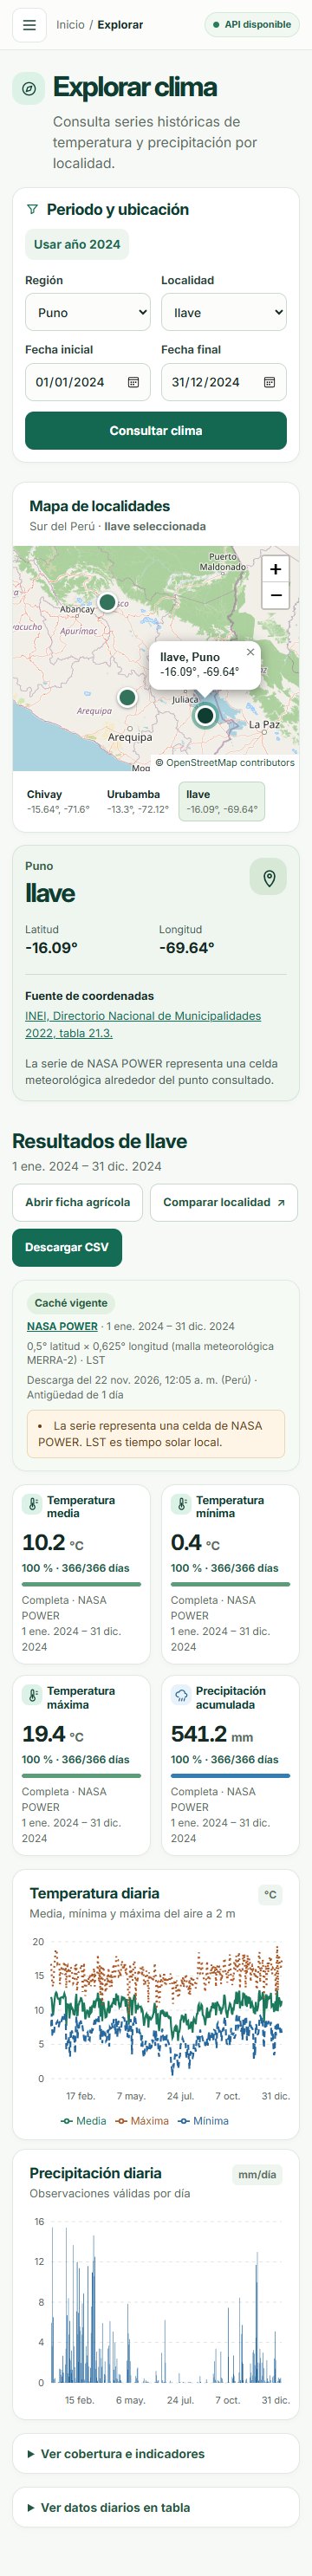 Inicio / Explorar
API disponible
Explorar clima
Consulta series históricas de
temperatura y precipitación por
localidad.
Periodo y ubicación
Usar año 2024
Región
Localidad
Puno
Ilave
Fecha inicial
Fecha final
01/01/2024
31/12/2024
Consultar clima
Mapa de localidades
Sur del Perú · Ilave seleccionada
Puerto
Maldonado
+
−
Abancay
sco
yacucho
Apurímac
Ilave, Puno
-16.09°, -69.64°
×
Juliaca
Arequipa
La Paz
Arequipa
Moq
© OpenStreetMap contributors
Chivay
-15.64°, -71.6°
Urubamba
-13.3°, -72.12°
Ilave
-16.09°, -69.64°
Puno
Ilave
Latitud
Longitud
-16.09°
-69.64°
Fuente de coordenadas
INEI, Directorio Nacional de Municipalidades
2022, tabla 21.3.
La serie de NASA POWER representa una celda
meteorológica alrededor del punto consultado.
Resultados de Ilave
1 ene. 2024 – 31 dic. 2024
Abrir ficha agrícola
Comparar localidad ↗
Descargar CSV
Caché vigente
NASA POWER · 1 ene. 2024 – 31 dic. 2024
0,5° latitud × 0,625° longitud (malla meteorológica
MERRA-2) · LST
Descarga del 22 nov. 2026, 12:05 a. m. (Perú) ·
Antigüedad de 1 día
• La serie representa una celda de NASA
POWER. LST es tiempo solar local.
Temperatura
media
10.2 °C
100 % · 366/366 días
Completa · NASA
POWER
1 ene. 2024 – 31 dic.
2024
Temperatura
mínima
0.4 °C
100 % · 366/366 días
Completa · NASA
POWER
1 ene. 2024 – 31 dic.
2024
Temperatura
máxima
19.4 °C
100 % · 366/366 días
Completa · NASA
POWER
1 ene. 2024 – 31 dic.
2024
Precipitación
acumulada
541.2 mm
100 % · 366/366 días
Completa · NASA
POWER
1 ene. 2024 – 31 dic.
2024
Temperatura diaria
°C
Media, mínima y máxima del aire a 2 m
20
15
10
5
0
17 feb.
7 may.
24 jul.
7 oct.
31 dic.
Media
Máxima
Mínima
Precipitación diaria
mm/día
Observaciones válidas por día
16
12
8
4
0
15 feb.
6 may.
24 jul.
7 oct.
31 dic.
▶ Ver cobertura e indicadores
▶ Ver datos diarios en tabla